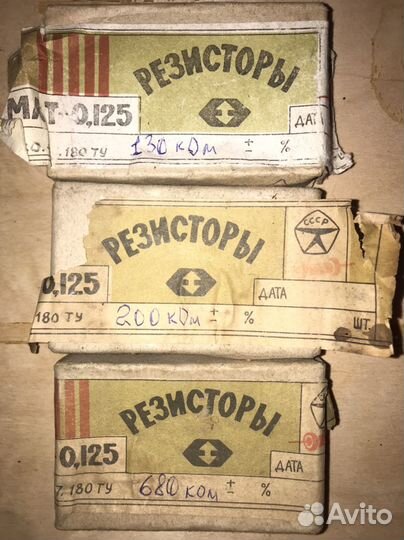 РЕЗИСТОРЫ
МЛТ-0,125
ДАТА
.О. .180 ТУ 130 кОм ± %
РЕЗИСТОРЫ
СССР
0,125
ДАТА
180 ТУ 200 кОм ± % ШТ.
РЕЗИСТОРЫ
0,125
ДАТА
7.180 ТУ 680 кОм ± %
Avito